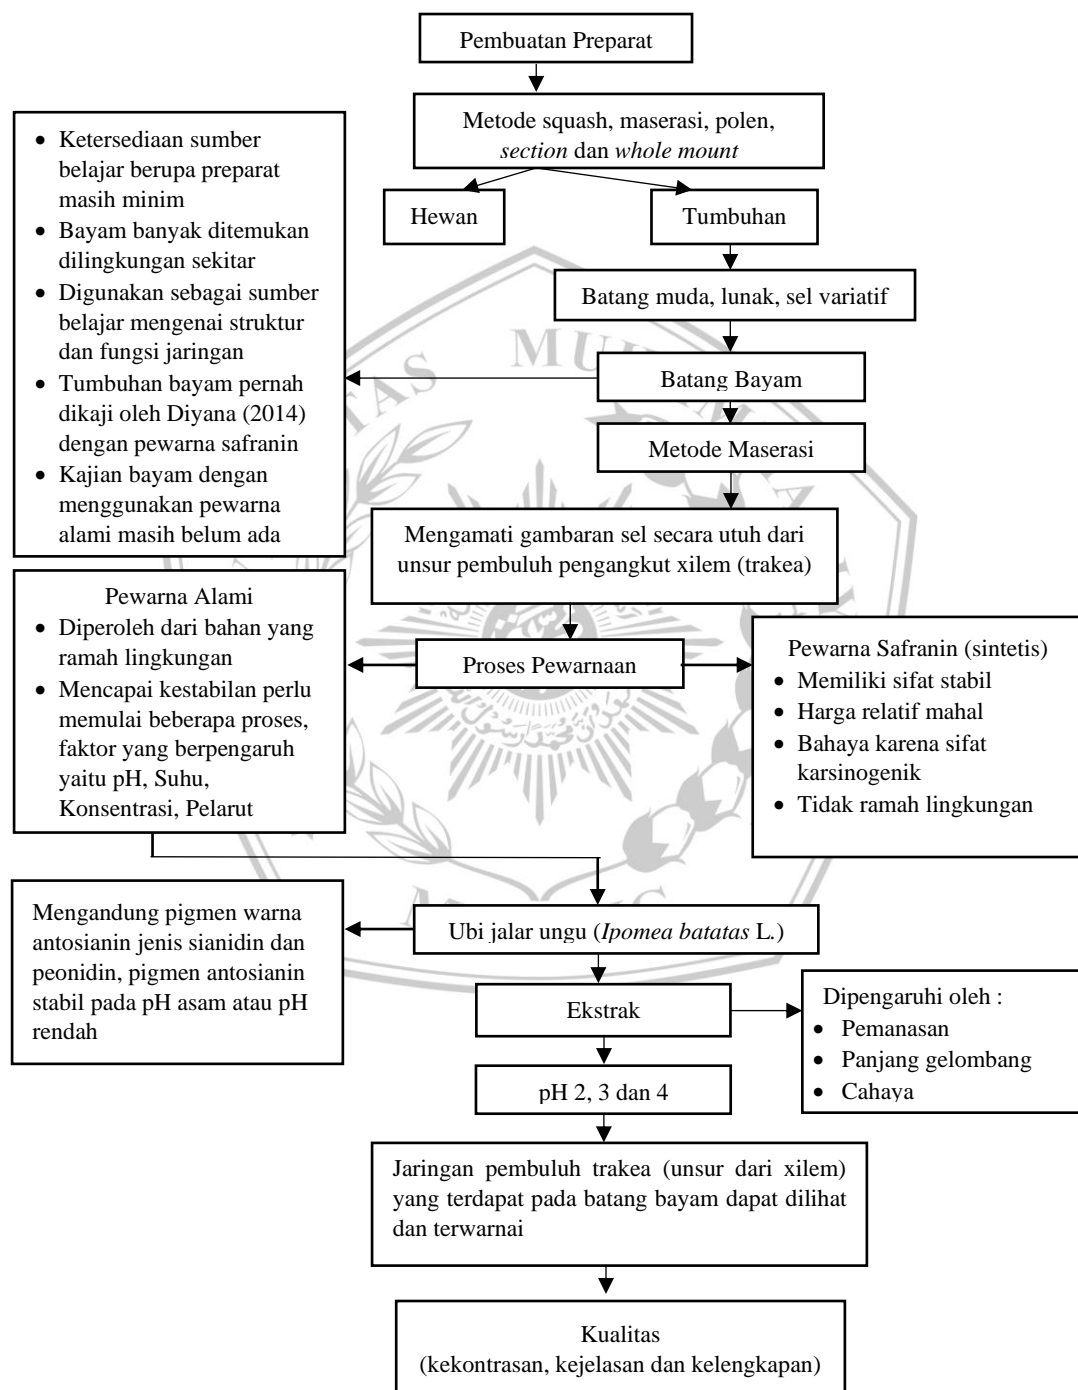 Pembuatan Preparat
Metode squash, maserasi, polen,
section dan whole mount
• Ketersediaan sumber
belajar berupa preparat
masih minim
• Bayam banyak ditemukan
dilingkungan sekitar
• Digunakan sebagai sumber
belajar mengenai struktur
dan fungsi jaringan
• Tumbuhan bayam pernah
dikaji oleh Diyana (2014)
dengan pewarna safranin
• Kajian bayam dengan
menggunakan pewarna
alami masih belum ada
Hewan
Tumbuhan
Batang muda, lunak, sel variatif
Batang Bayam
Metode Maserasi
Mengamati gambaran sel secara utuh dari
unsur pembuluh pengangkut xilem (trakea)
Pewarna Alami
• Diperoleh dari bahan yang
ramah lingkungan
• Mencapai kestabilan perlu
memulai beberapa proses,
faktor yang berpengaruh
yaitu pH, Suhu,
Konsentrasi, Pelarut
Proses Pewarnaan
Pewarna Safranin (sintetis)
• Memiliki sifat stabil
• Harga relatif mahal
• Bahaya karena sifat
karsinogenik
• Tidak ramah lingkungan
Mengandung pigmen warna
antosianin jenis sianidin dan
peonidin, pigmen antosianin
stabil pada pH asam atau pH
rendah
Ubi jalar ungu (Ipomea batatas L.)
Ekstrak
Dipengaruhi oleh :
• Pemanasan
• Panjang gelombang
• Cahaya
pH 2, 3 dan 4
Jaringan pembuluh trakea (unsur dari xilem)
yang terdapat pada batang bayam dapat dilihat
dan terwarnai
Kualitas
(kekontrasan, kejelasan dan kelengkapan)